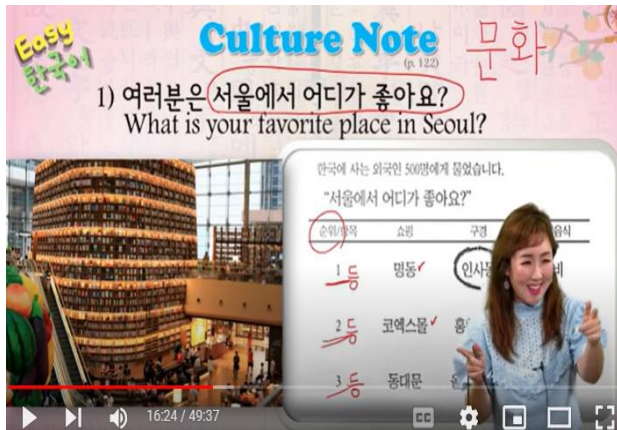 Easy
한국어
Culture Note
(p. 122)
문화
1) 여러분은 서울에서 어디가 좋아요?
What is your favorite place in Seoul?
한국에 사는 외국인 500명에게 물었습니다.
"서울에서 어디가 좋아요?"
순위/항목 쇼핑 구경 음식
1등 명동
2등 코엑스몰
3등 동대문
16:24 / 49:37
CC